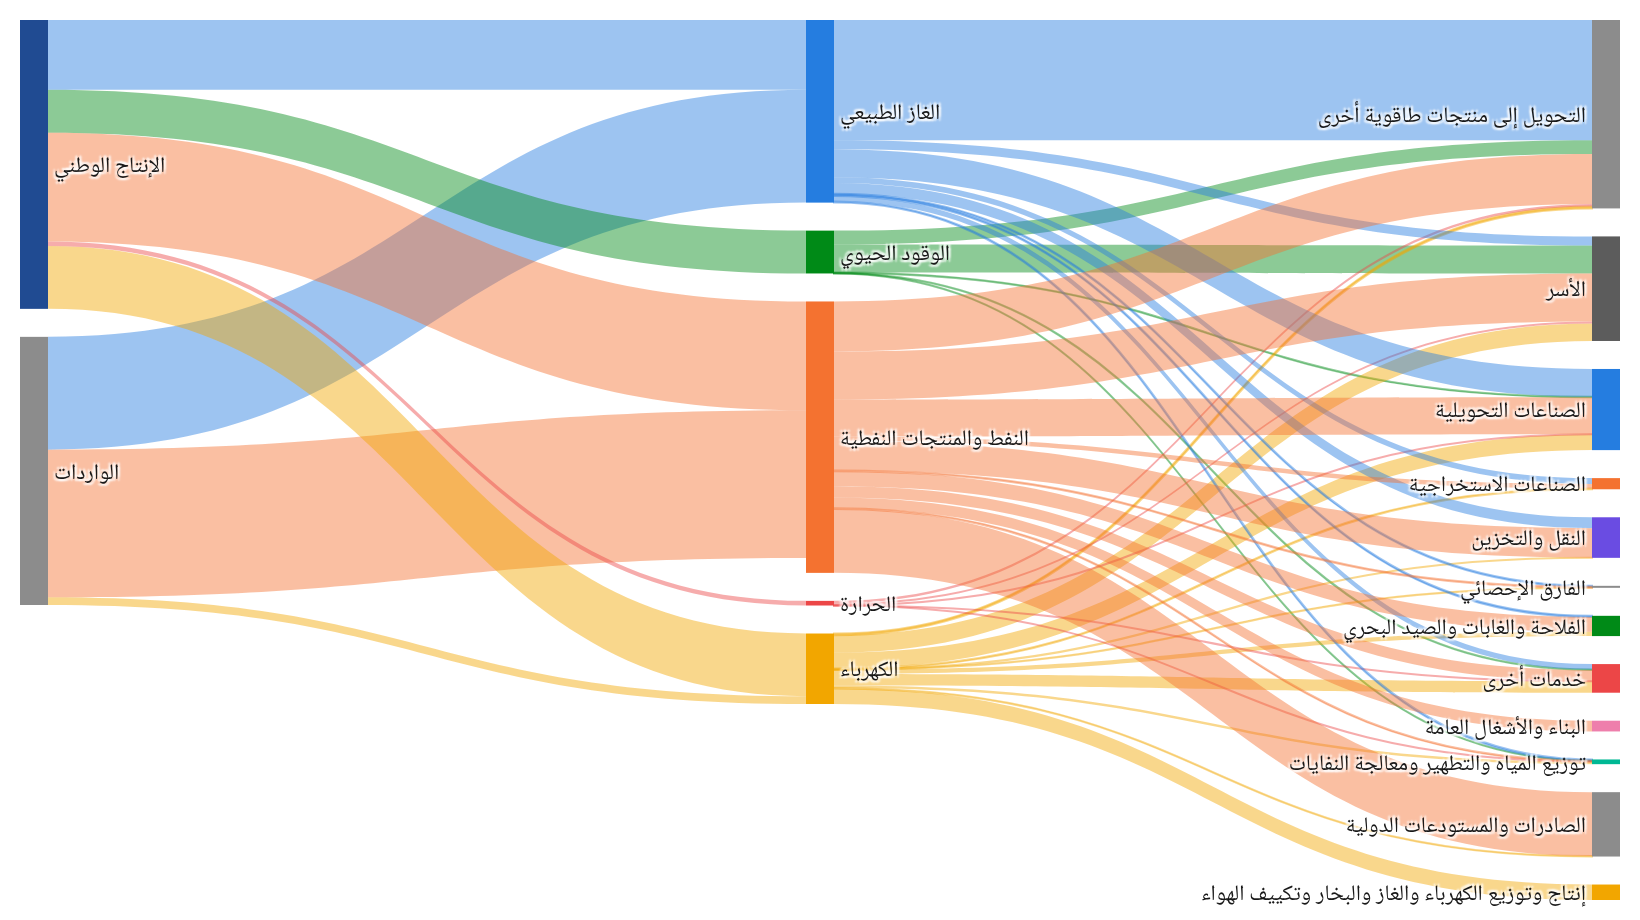 الإنتاج الوطني
الواردات
الغاز الطبيعي
الوقود الحيوي
النفط والمنتجات النفطية
الحرارة
الكهرباء
التحويل إلى منتجات طاقوية أخرى
الأسر
الصناعات التحويلية
الصناعات الاستخراجية
النقل والتخزين
الفارق الإحصائي
الفلاحة والغابات والصيد البحري
خدمات أخرى
البناء والأشغال العامة
توزيع المياه والتطهير ومعالجة النفايات
الصادرات والمستودعات الدولية
إنتاج وتوزيع الكهرباء والغاز والبخار وتكييف الهواء